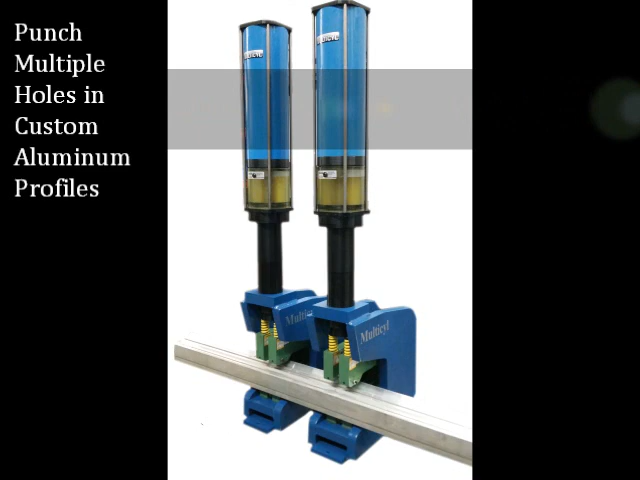 Punch
Multiple
Holes in
Custom
Aluminum
Profiles
Multicyl